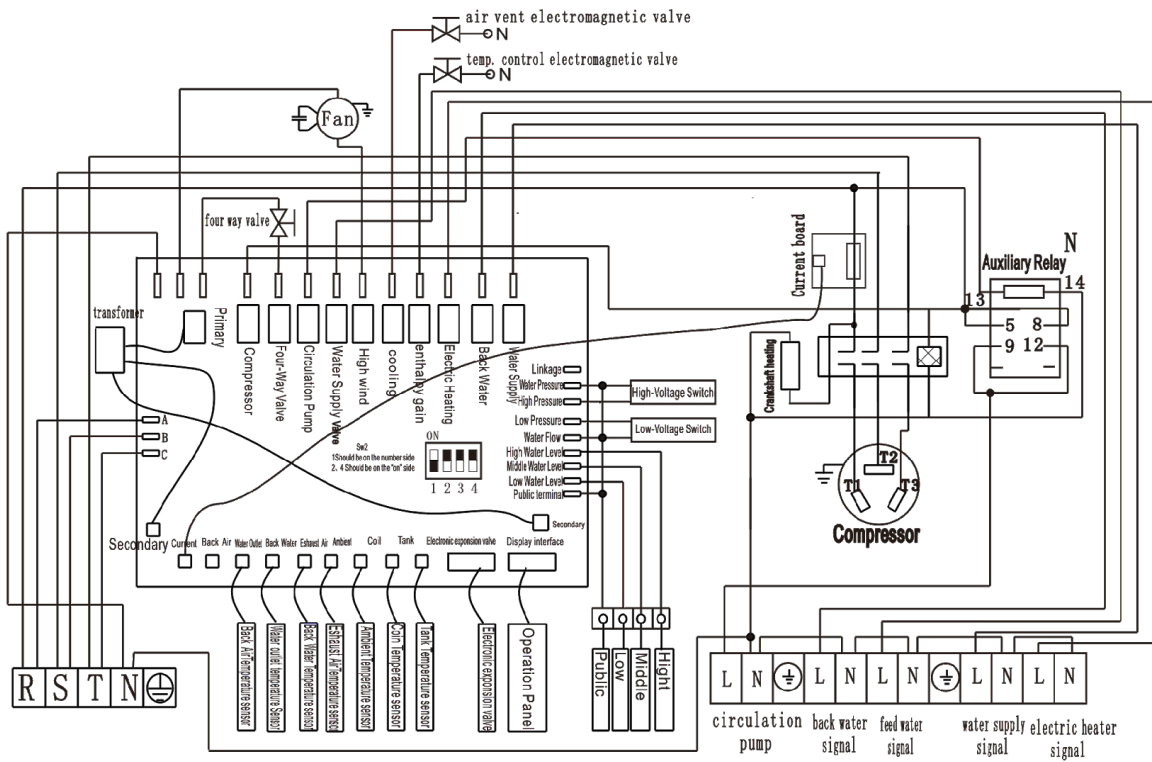 air vent electromagnetic valve
N
temp. control electromagnetic valve
N
Fan
four way valve
Current board
N
Auxiliary Relay
13
14
5
8
9
12
transformer
Primary
Compressor
Four-Way Valve
Circulation Pump
Water Supply Valve
High wind
cooling
enthalpy gain
Electric Heating
Back Water
Water Supply
Crankshaft heating
Linkage
Water Pressure
High Pressure
High-Voltage Switch
Low Pressure
Water Flow
Low-Voltage Switch
High Water Level
Middle Water Level
Low Water Level
Public terminal
A
B
C
Sw2
1Should be on the number side
2、4 Should be on the "on" side
ON
1 2 3 4
T1
T2
T3
Compressor
Secondary
Secondary
Current
Back Air
Water Outlet
Back Water
Eshaust Air
Ambient
Coil
Tank
Electronic exponsion valve
Display interface
Back AirTemperature sensor
Water outlet temperature Sensor
Back Water Temperature sensor
Eshaust AirTemperature sensor
Ambient temperature sensor
Coin Temperature sensor
Tank Temperature sensor
Electronic expansion valve
Operation Panel
Public
Low
Middle
Hight
R S T N
L N L N L N L N L N
circulation
pump
back water
signal
feed water
signal
water supply
signal
electric heater
signal